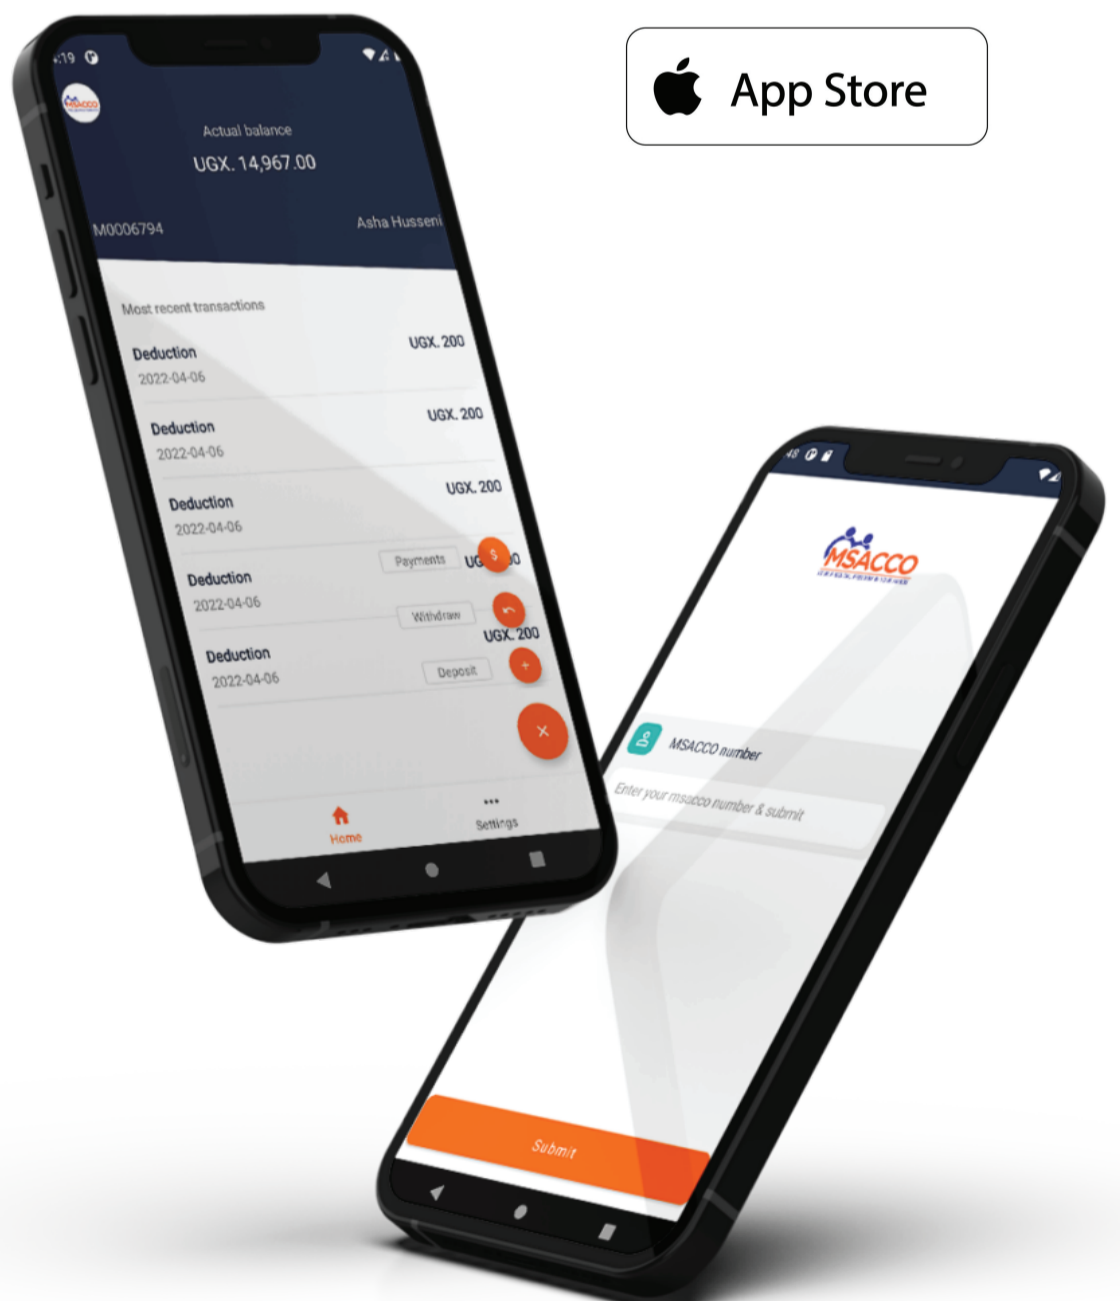 App Store
:19
MSACCO
Actual balance
UGX. 14,967.00
M0006794
Asha Husseni
Most recent transactions
Deduction
UGX. 200
2022-04-06
Deduction
UGX. 200
2022-04-06
Deduction
UGX. 200
2022-04-06
Deduction
2022-04-06
Payments
$
Withdraw
Deduction
UGX. 200
2022-04-06
Deposit
Home
Settings
48
MSACCO
MSACCO number
Enter your msacco number & submit
Submit